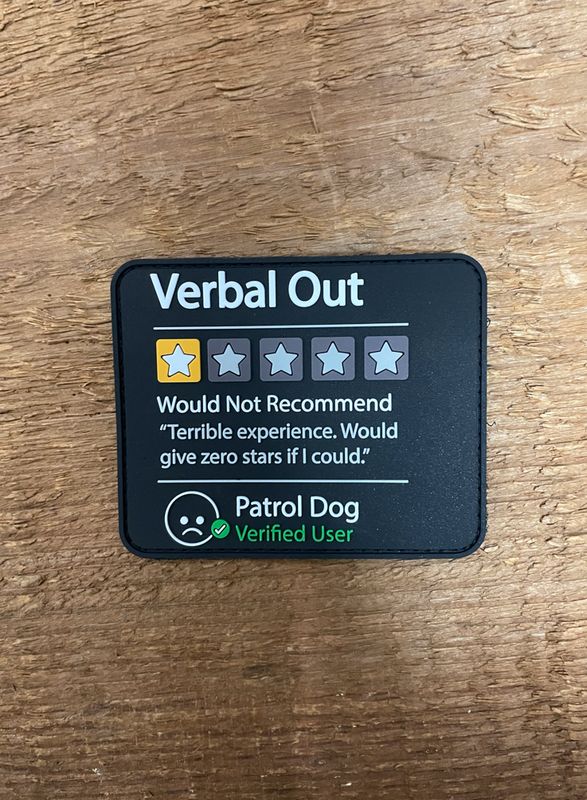 Verbal Out
Would Not Recommend
“Terrible experience. Would
give zero stars if I could.”
Patrol Dog
Verified User